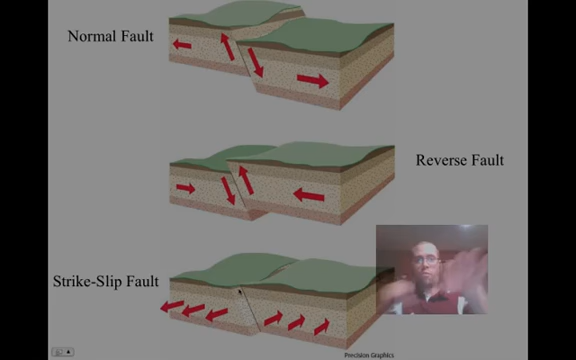 Normal Fault
Reverse Fault
Strike-Slip Fault
Precision Graphics